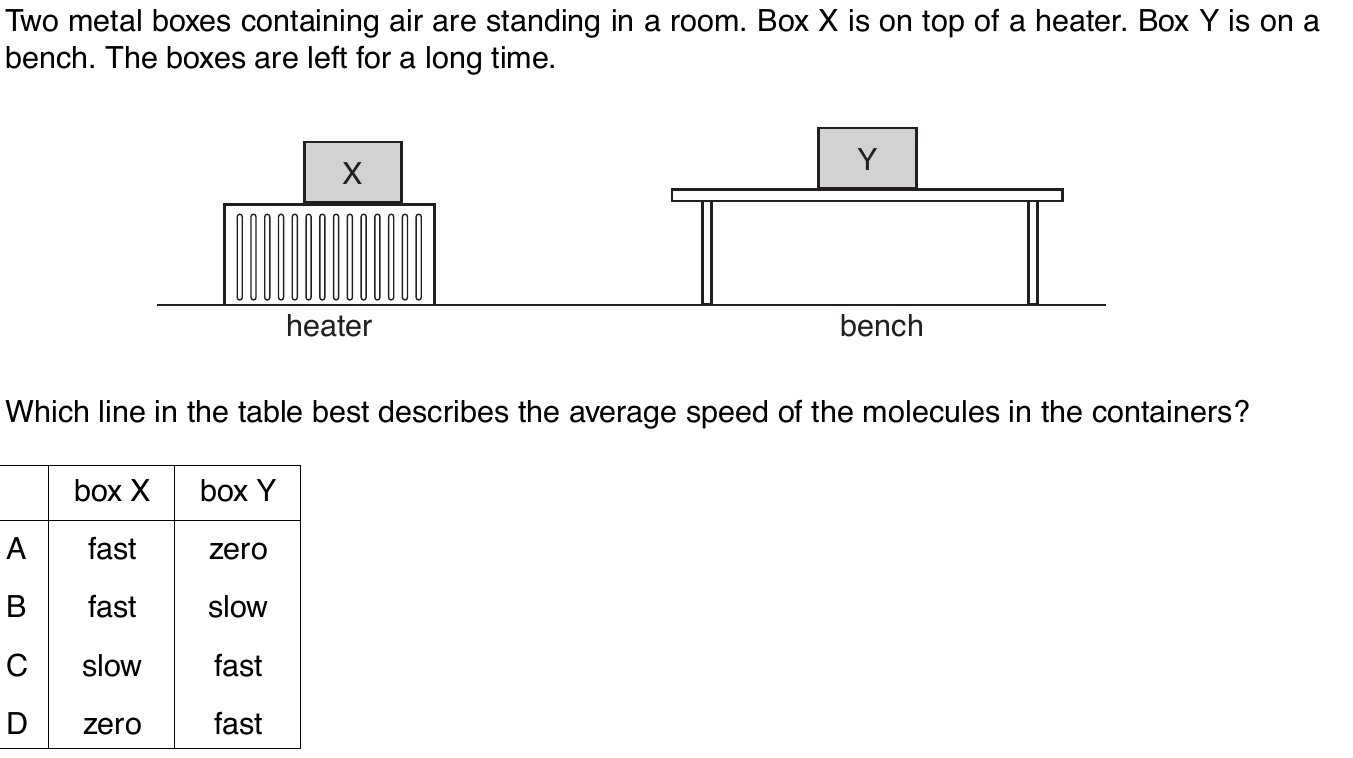 Two metal boxes containing air are standing in a room. Box X is on top of a heater. Box Y is on a
bench. The boxes are left for a long time.
X
Y
heater
bench
Which line in the table best describes the average speed of the molecules in the containers?
box X box Y
A fast zero
B fast slow
C slow fast
D zero fast